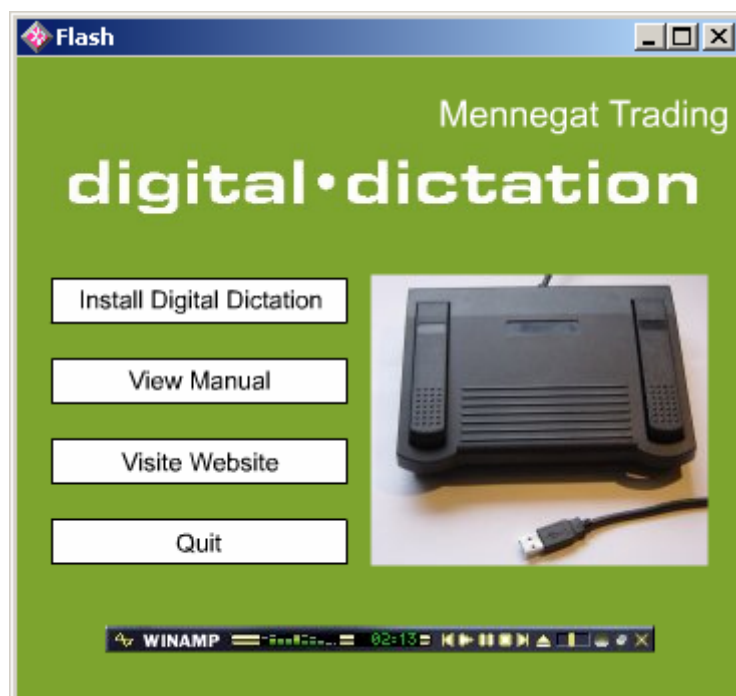 Flash
Mennegat Trading
digital•dictation
Install Digital Dictation
View Manual
Visite Website
Quit
WINAMP 02:13